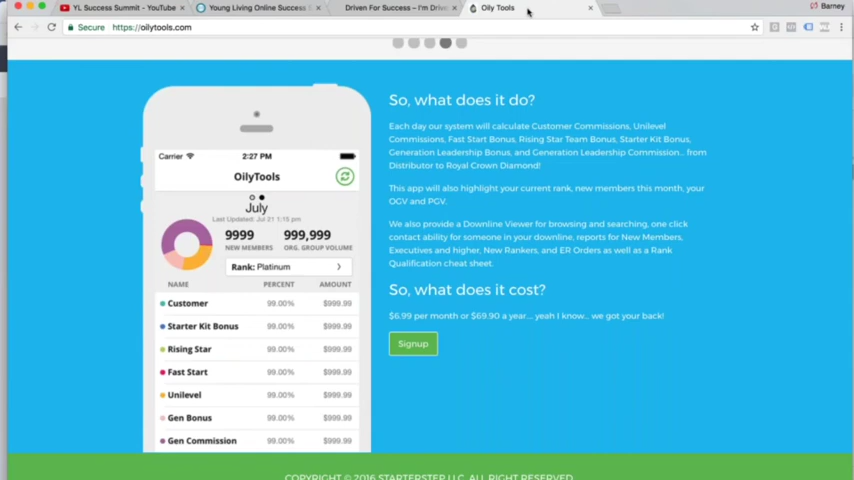 YL Success Summit - YouTube
Young Living Online Success S
Driven For Success – I'm Drive
Oily Tools
Barney
Secure
https://oilytools.com
So, what does it do?
Each day our system will calculate Customer Commissions, Unilevel
Commissions, Fast Start Bonus, Rising Star Team Bonus, Starter Kit Bonus,
Generation Leadership Bonus, and Generation Leadership Commission... from
Distributor to Royal Crown Diamond!
This app will also highlight your current rank, new members this month, your
OGV and PGV.
We also provide a Downline Viewer for browsing and searching, one click
contact ability for someone in your downline, reports for New Members,
Executives and higher, New Rankers, and ER Orders as well as a Rank
Qualification cheat sheet.
So, what does it cost?
$6.99 per month or $69.90 a year.... yeah I know... we got your back!
Signup
Carrier 2:27 PM
OilyTools
July
Last Updated: Jul 21 1:15 pm
9999 999,999
NEW MEMBERS ORG. GROUP VOLUME
Rank: Platinum
NAME PERCENT AMOUNT
Customer 99.00% $999.99
Starter Kit Bonus 99.00% $999.99
Rising Star 99.00% $999.99
Fast Start 99.00% $999.99
Unilevel 99.00% $999.99
Gen Bonus 99.00% $999.99
Gen Commission 99.00% $999.99
COPYRIGHT © 2016 STARTERSTEP LLC. ALL RIGHT RESERVED